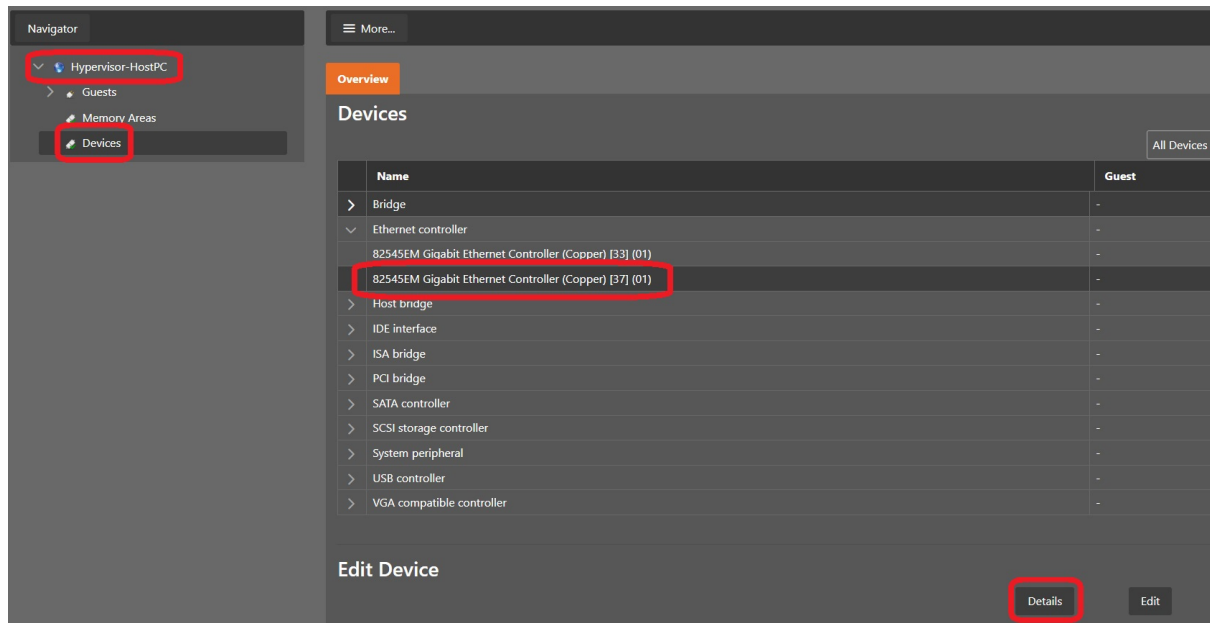 Navigator
Hypervisor-HostPC
Guests
Memory Areas
Devices
More...
Overview
Devices
All Devices
Name Guest
Bridge -
Ethernet controller -
82545EM Gigabit Ethernet Controller (Copper) [33] (01) -
82545EM Gigabit Ethernet Controller (Copper) [37] (01) -
Host bridge -
IDE interface -
ISA bridge -
PCI bridge -
SATA controller -
SCSI storage controller -
System peripheral -
USB controller -
VGA compatible controller -
Edit Device
Details Edit